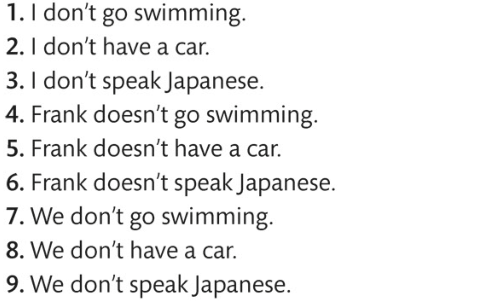 1. I don't go swimming.
2. I don't have a car.
3. I don't speak Japanese.
4. Frank doesn't go swimming.
5. Frank doesn't have a car.
6. Frank doesn't speak Japanese.
7. We don't go swimming.
8. We don't have a car.
9. We don't speak Japanese.